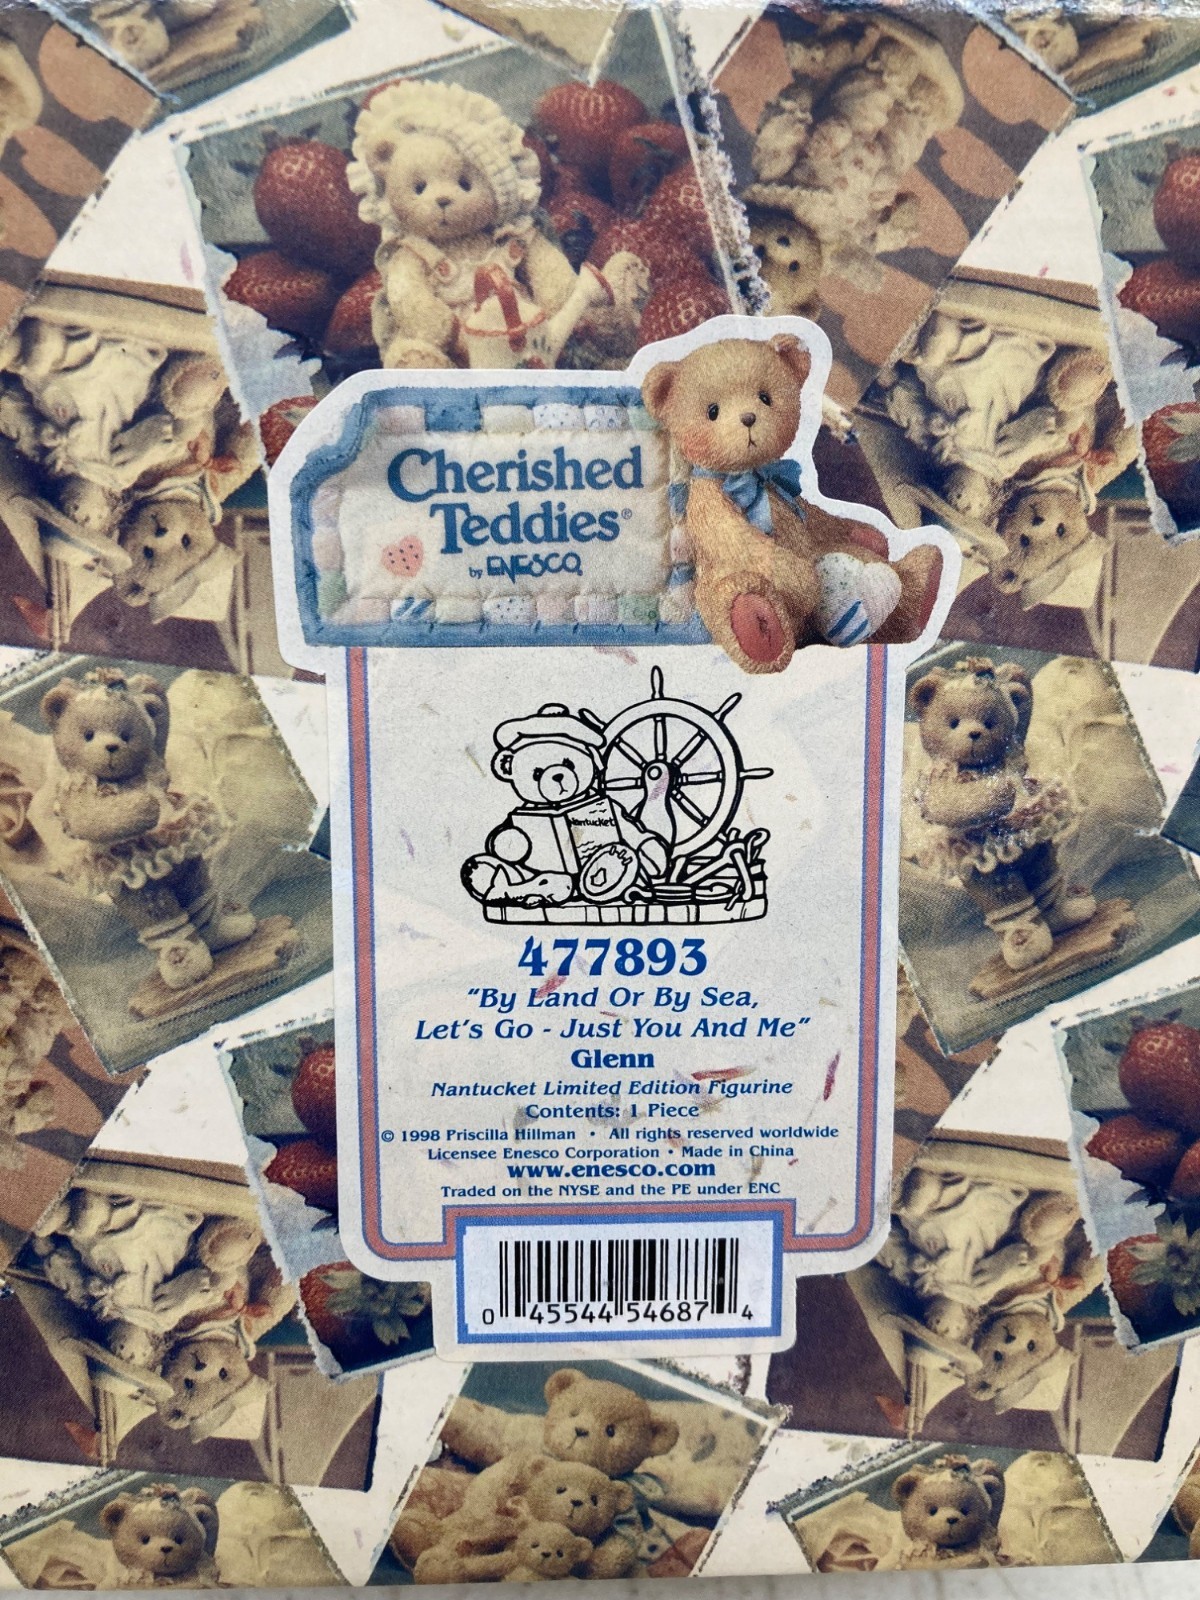 Cherished
Teddies®
by ENESCO®
Nantucket
477893
"By Land Or By Sea,
Let's Go - Just You And Me"
Glenn
Nantucket Limited Edition Figurine
Contents: 1 Piece
© 1998 Priscilla Hillman • All rights reserved worldwide
Licensee Enesco Corporation • Made in China
www.enesco.com
Traded on the NYSE and the PE under ENC
0 45544 54687 4